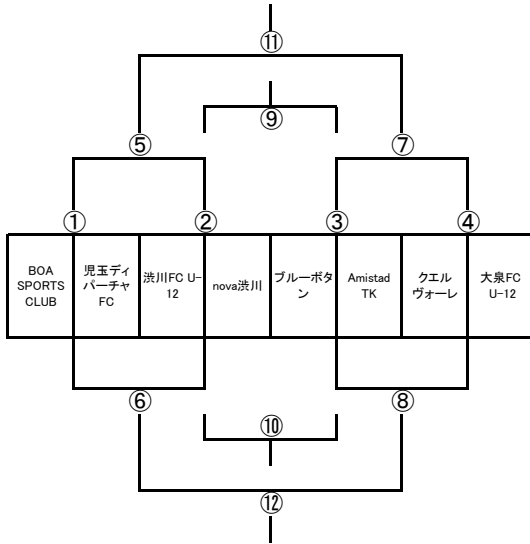 ⑪
⑨
⑤
⑦
①
②
③
④
BOA
SPORTS
CLUB
児玉ディ
パーチャ
FC
渋川FC U-
12
nova渋川
ブルーボタ
ン
Amistad
TK
クエル
ヴォーレ
大泉FC
U-12
⑥
⑧
⑩
⑫